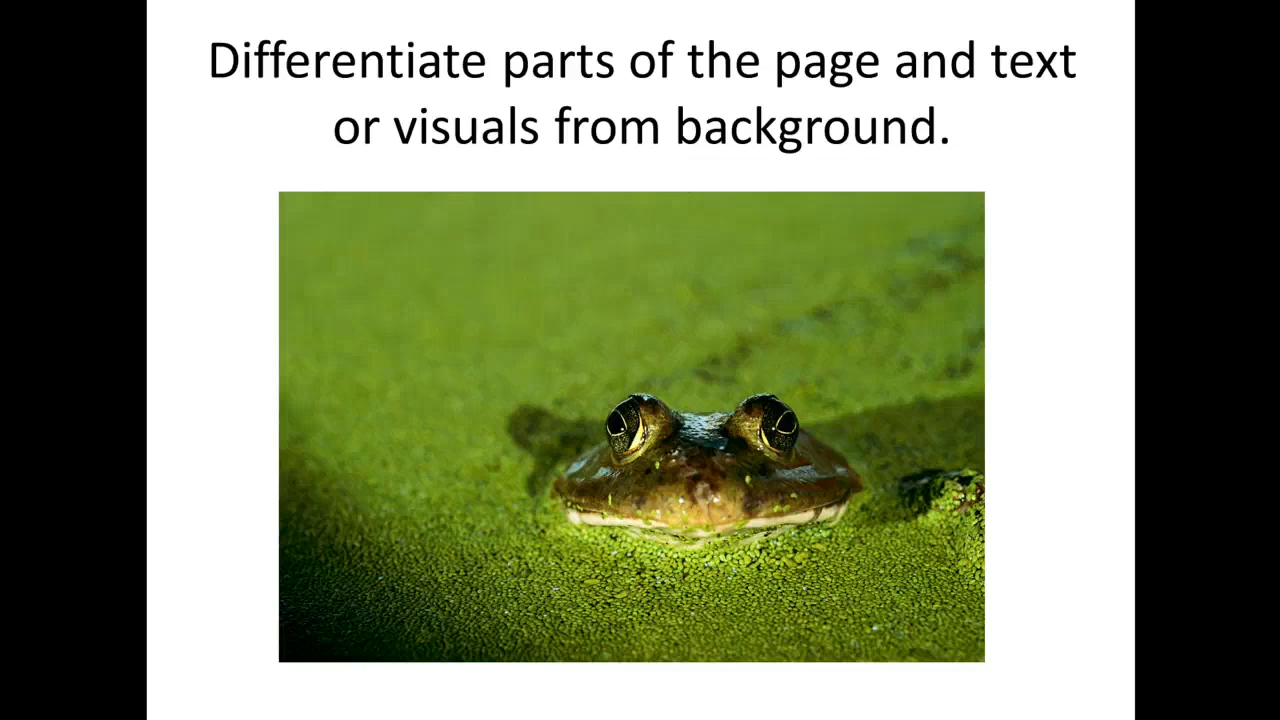 Differentiate parts of the page and text
or visuals from background.